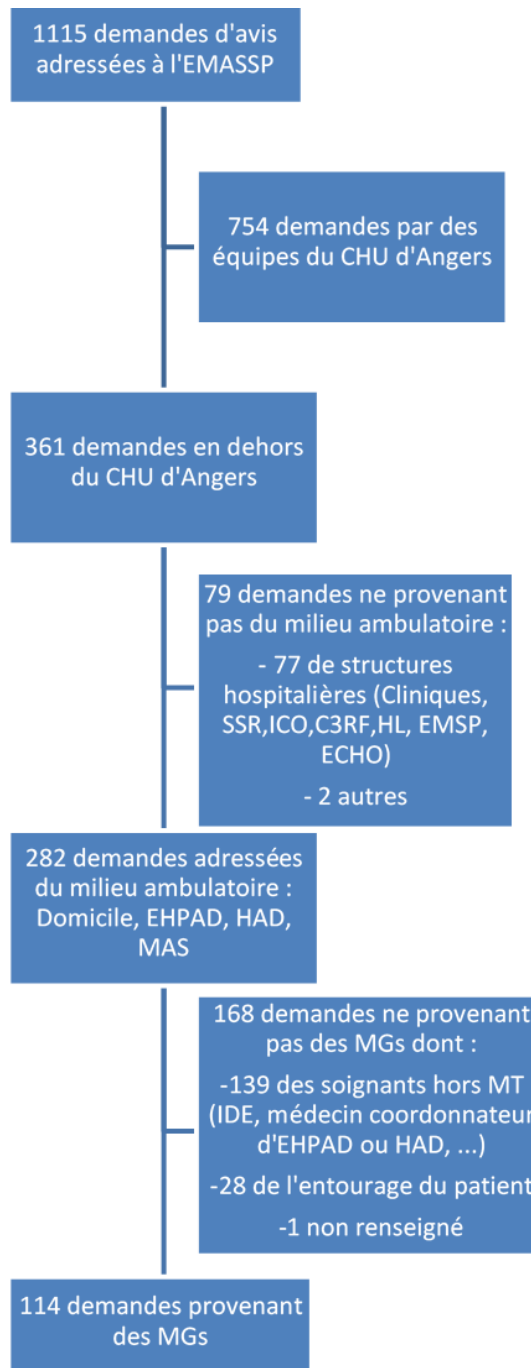 1115 demandes d'avis
adressées à l'EMASSP
754 demandes par des
équipes du CHU d'Angers
361 demandes en dehors
du CHU d'Angers
79 demandes ne provenant
pas du milieu ambulatoire :
- 77 de structures
hospitalières (Cliniques,
SSR,ICO,C3RF,HL, EMSP,
ECHO)
- 2 autres
282 demandes adressées
du milieu ambulatoire :
Domicile, EHPAD, HAD,
MAS
168 demandes ne provenant
pas des MGs dont :
-139 des soignants hors MT
(IDE, médecin coordonnateur
d'EHPAD ou HAD, ...)
-28 de l'entourage du patient
-1 non renseigné
114 demandes provenant
des MGs